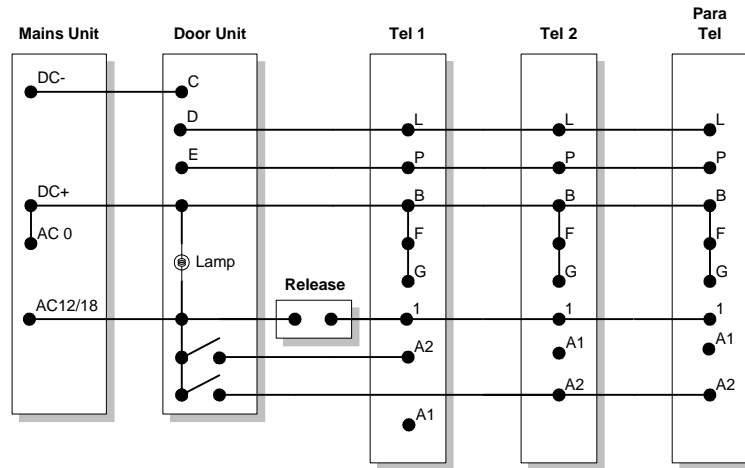 Mains Unit
Door Unit
Tel 1
Tel 2
Para
Tel
DC-
C
D
L
L
L
E
P
P
P
DC+
B
B
B
AC 0
F
F
F
Lamp
G
G
G
Release
AC12/18
1
1
1
A2
A1
A1
A2
A2
A1